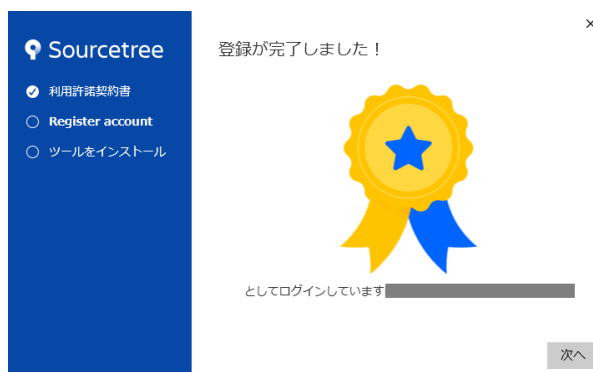 Sourcetree
利用許諾契約書
Register account
ツールをインストール
登録が完了しました！
としてログインしています
次へ